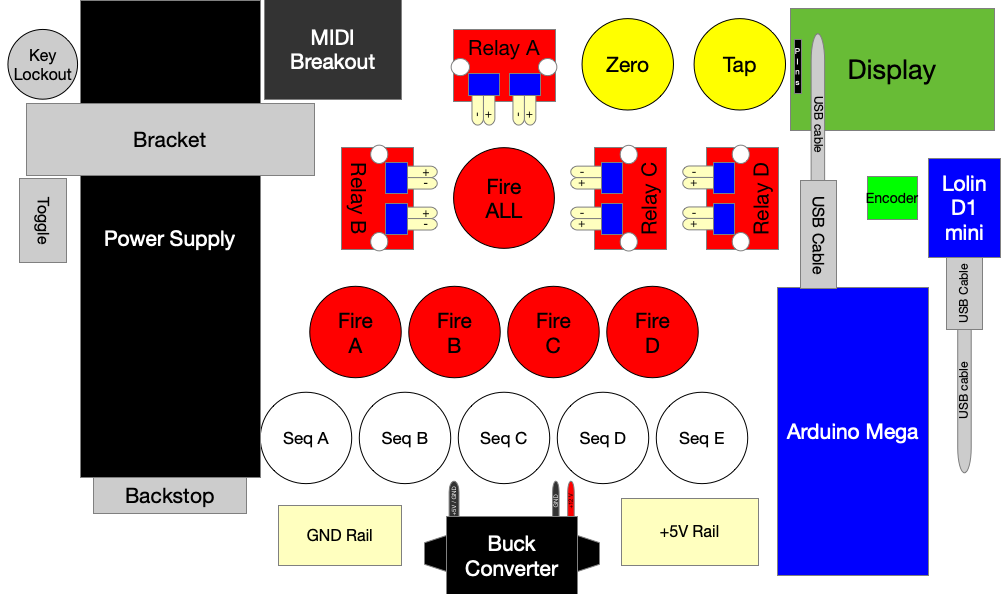 Key
Lockout
MIDI
Breakout
Relay A
- + - +
Zero
Tap
Pins
USB cable
Display
Bracket
Toggle
Power Supply
Relay B
+
-
+
-
Fire
ALL
-
+
-
+
Relay C
-
+
-
+
Relay D
USB Cable
Encoder
Lolin
D1
mini
USB Cable
USB cable
Fire
A
Fire
B
Fire
C
Fire
D
Seq A
Seq B
Seq C
Seq D
Seq E
Arduino Mega
Backstop
GND Rail
+5V / GND
GND
Buck
Converter
+5V Rail